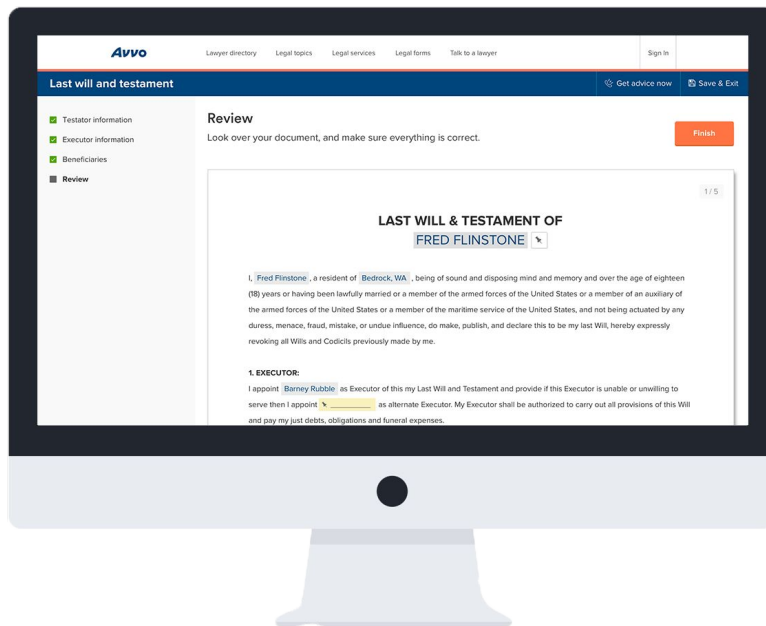 Avvo
Lawyer directory Legal topics Legal services Legal forms Talk to a lawyer Sign In
Last will and testament Get advice now Save & Exit
Testator information
Executor information
Beneficiaries
Review
Review
Look over your document, and make sure everything is correct.
Finish
1 / 5
LAST WILL & TESTAMENT OF
FRED FLINSTONE
I, Fred Flinstone , a resident of Bedrock, WA , being of sound and disposing mind and memory and over the age of eighteen
(18) years or having been lawfully married or a member of the armed forces of the United States or a member of an auxiliary of
the armed forces of the United States or a member of the maritime service of the United States, and not being actuated by any
duress, menace, fraud, mistake, or undue influence, do make, publish, and declare this to be my last Will, hereby expressly
revoking all Wills and Codicils previously made by me.
1. EXECUTOR:
I appoint Barney Rubble as Executor of this my Last Will and Testament and provide if this Executor is unable or unwilling to
serve then I appoint __________ as alternate Executor. My Executor shall be authorized to carry out all provisions of this Will
and pay my just debts, obligations and funeral expenses.